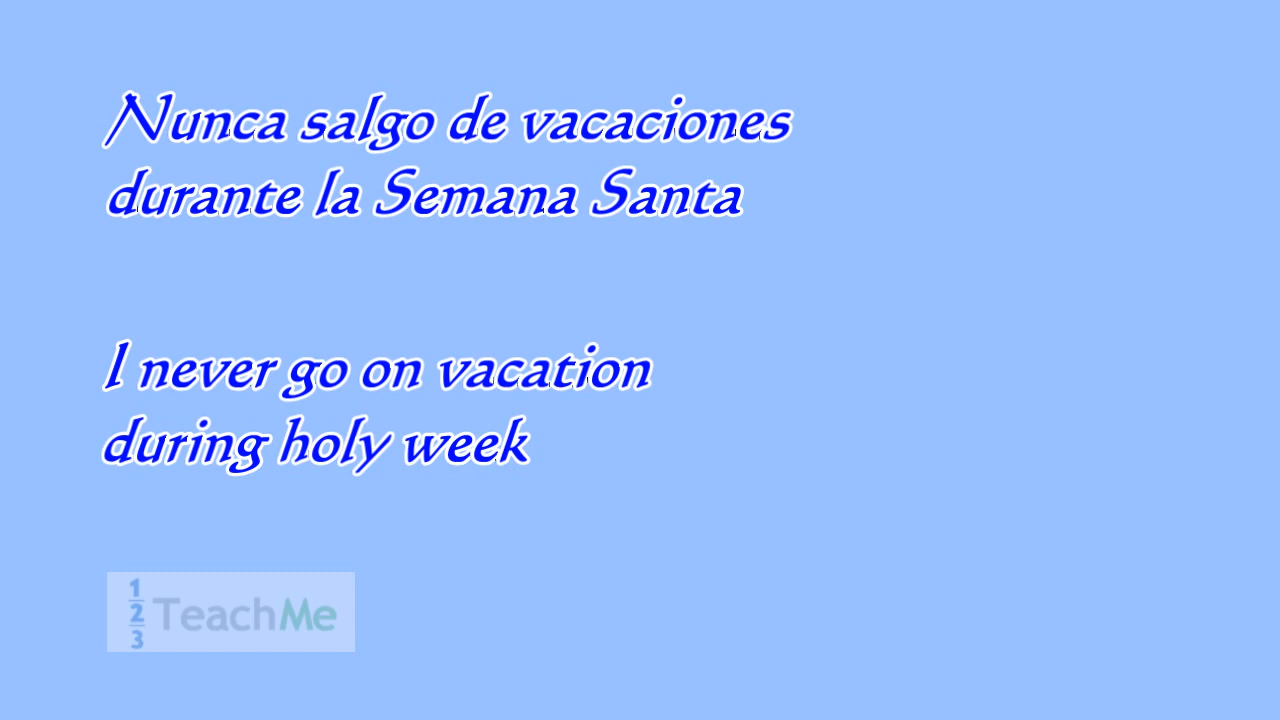 Nunca salgo de vacaciones
durante la Semana Santa
I never go on vacation
during holy week
1
2
3
TeachMe